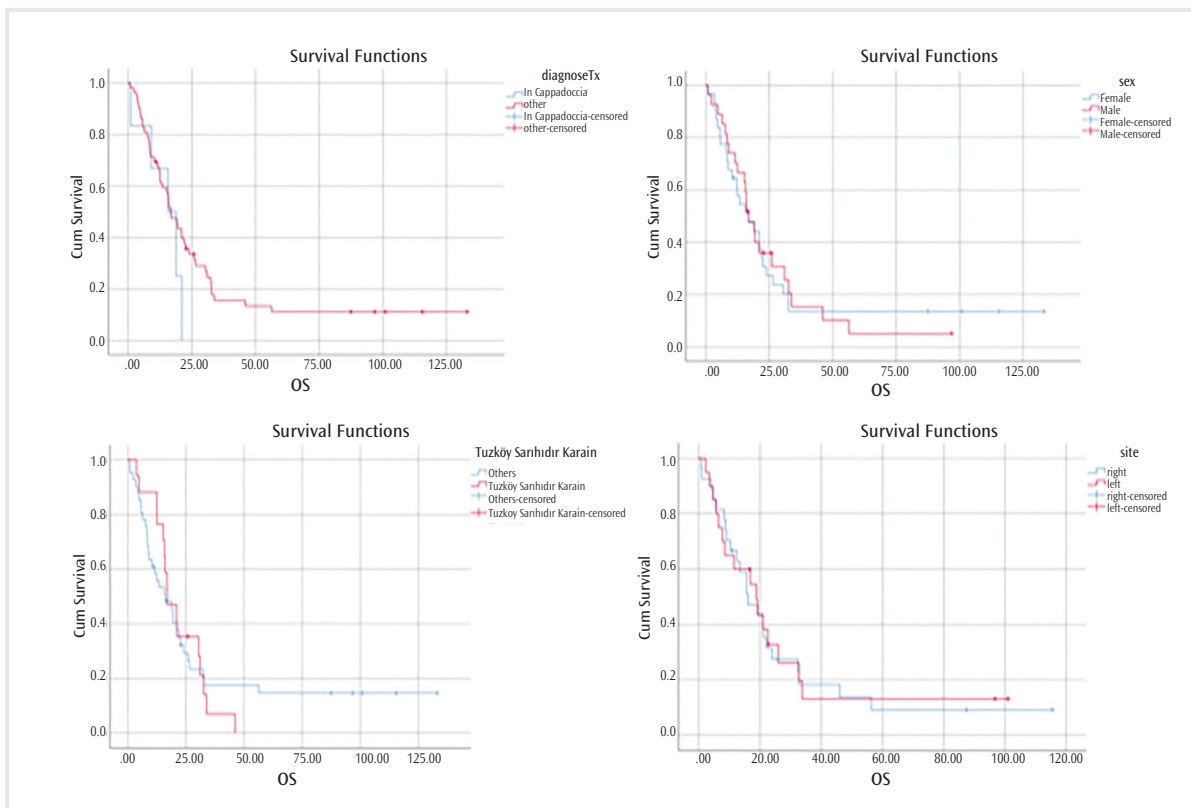 Survival Functions
diagnoseTx
In Cappadoccia
other
In Cappadoccia-censored
other-censored
1.0
0.8
0.6
0.4
0.2
0.0
Cum Survival
.00 25.00 50.00 75.00 100.00 125.00
OS
Survival Functions
sex
Female
Male
Female-censored
Male-censored
1.0
0.8
0.6
0.4
0.2
0.0
Cum Survival
.00 25.00 50.00 75.00 100.00 125.00
OS
Survival Functions
Tuzköy Sarıhıdır Karain
Others
Tuzköy Sarıhıdır Karain
Others-censored
Tuzkoy Sarıhıdır Karain-censored
1.0
0.8
0.6
0.4
0.2
0.0
Cum Survival
.00 25.00 50.00 75.00 100.00 125.00
OS
Survival Functions
site
right
left
right-censored
left-censored
1.0
0.8
0.6
0.4
0.2
0.0
Cum Survival
.00 20.00 40.00 60.00 80.00 100.00 120.00
OS